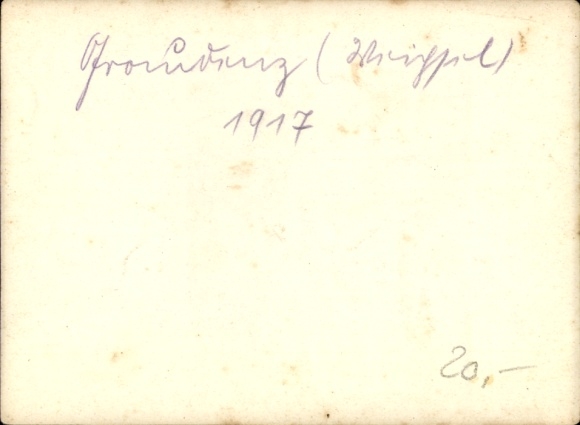 Graudenz (Weichsel)
1917
20,-